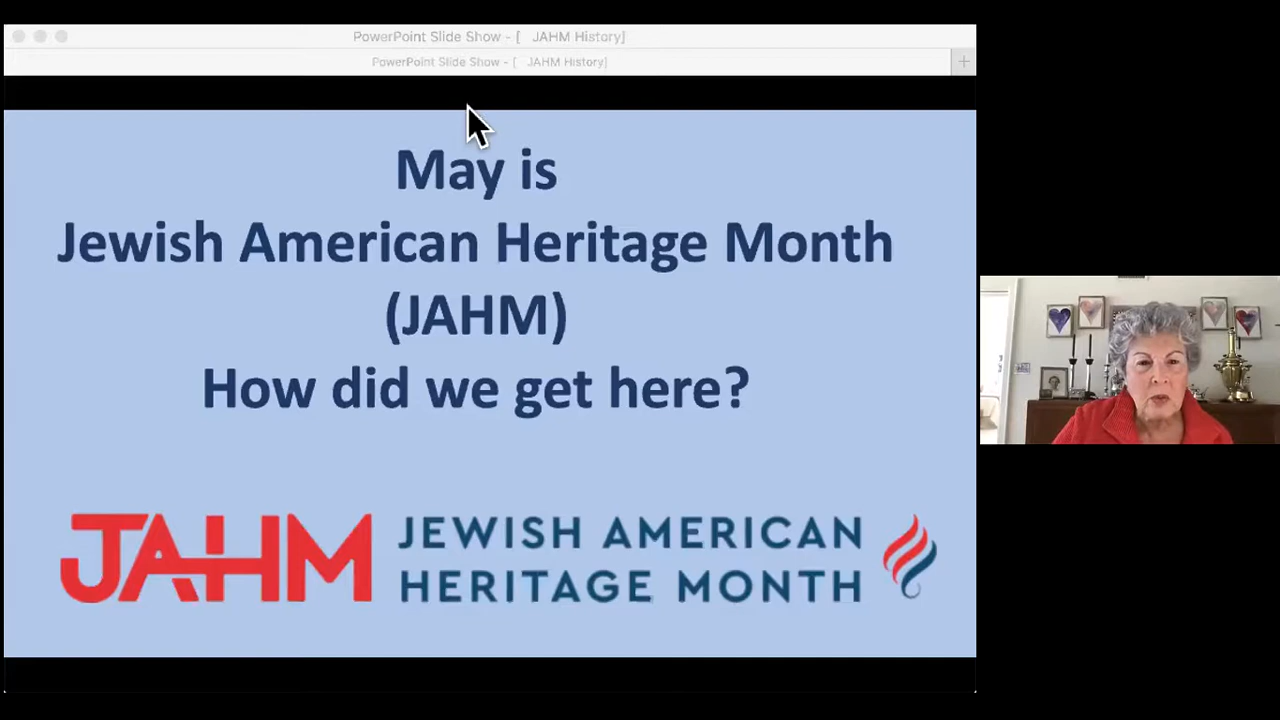 PowerPoint Slide Show - [   JAHM History]
PowerPoint Slide Show - [   JAHM History]
May is
Jewish American Heritage Month
(JAHM)
How did we get here?
JAHM JEWISH AMERICAN
HERITAGE MONTH